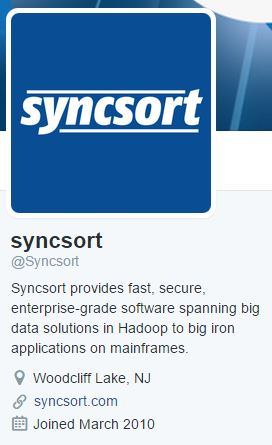 syncsort
syncsort
@Syncsort
Syncsort provides fast, secure,
enterprise-grade software spanning big
data solutions in Hadoop to big iron
applications on mainframes.
Woodcliff Lake, NJ
syncsort.com
Joined March 2010